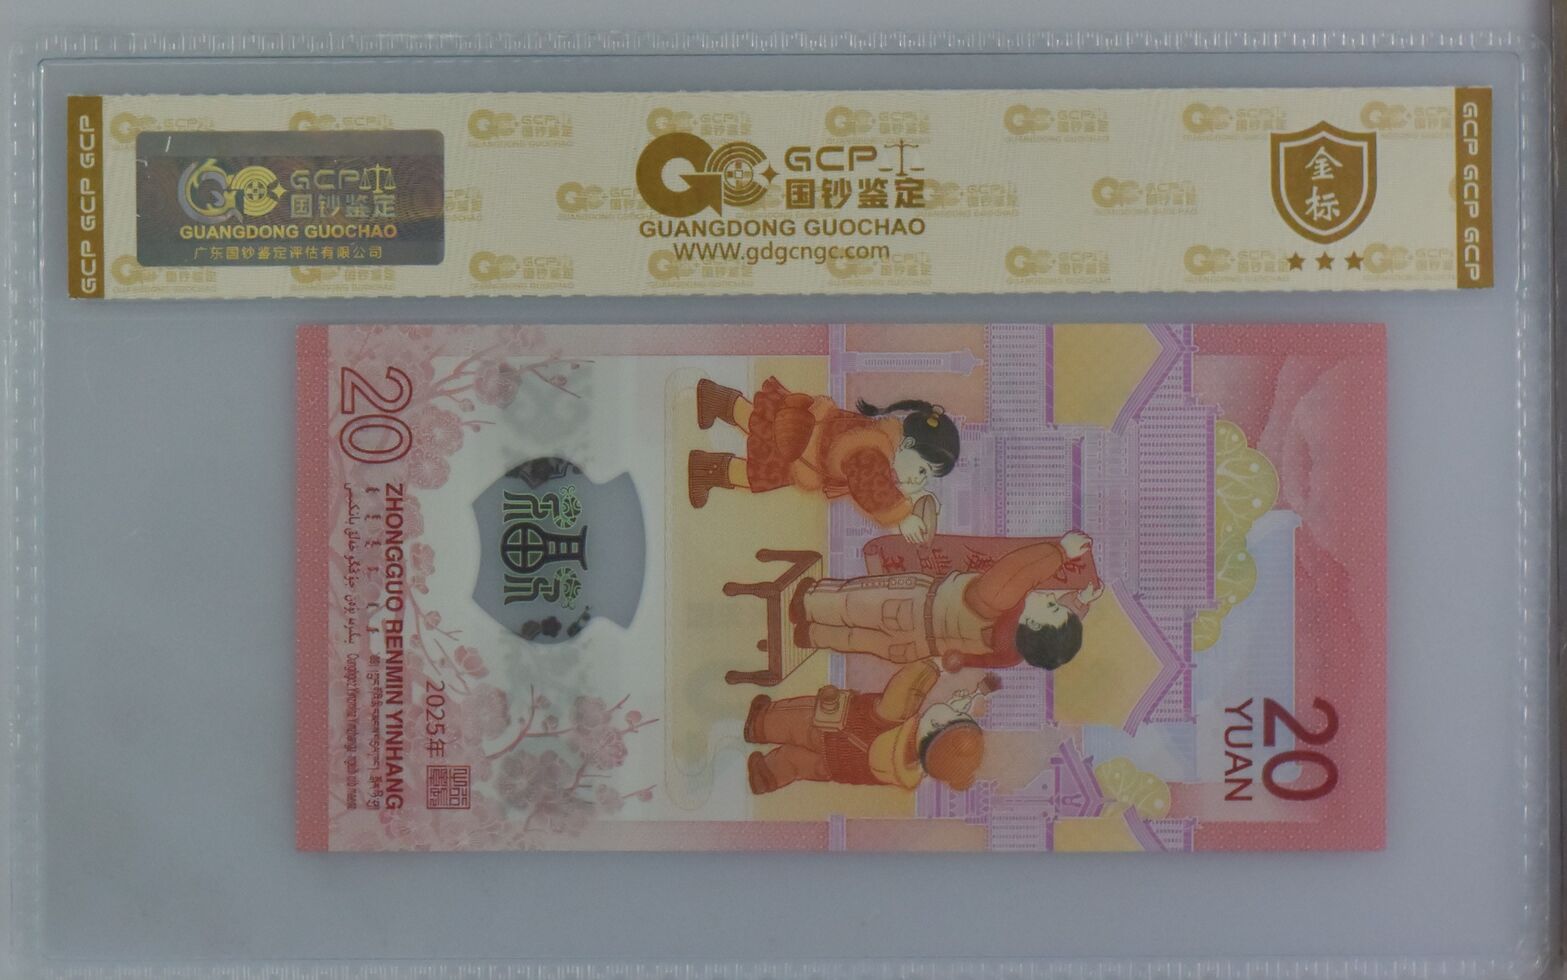 GCP GCP
GCP GCP
GCP
国钞鉴定
GUANGDONG GUOCHAO
广东国钞鉴定评估有限公司
GCP
国钞鉴定
GUANGDONG GUOCHAO
WWW.gdgcngc.com
金
标
GCP GCP
GCP GCP
20
ZHONGGUO RENMIN YINHANG
2025年
20
YUAN